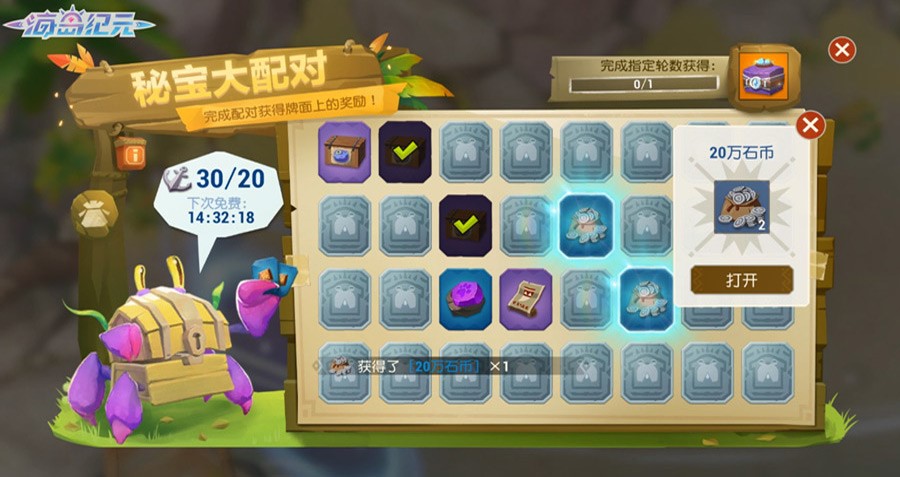 海岛纪元
秘宝大配对
完成配对获得牌面上的奖励！
完成指定轮数获得：
0/1
30/20
下次免费：
14:32:18
20万石币
2
打开
获得了「20万石币」×1